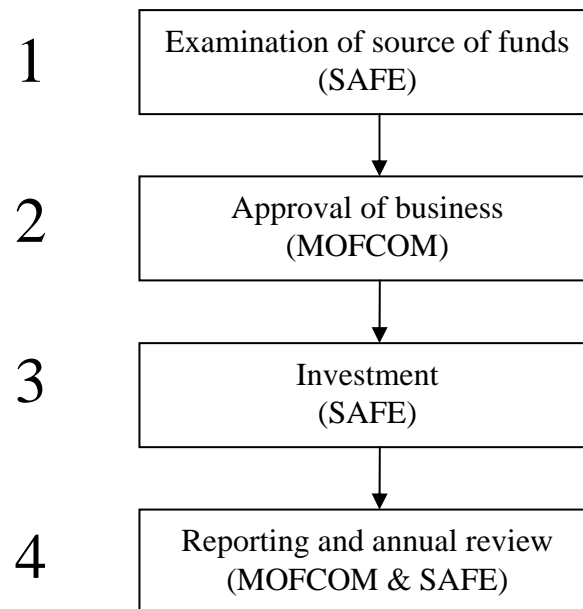 1
Examination of source of funds
(SAFE)
2
Approval of business
(MOFCOM)
3
Investment
(SAFE)
4
Reporting and annual review
(MOFCOM & SAFE)